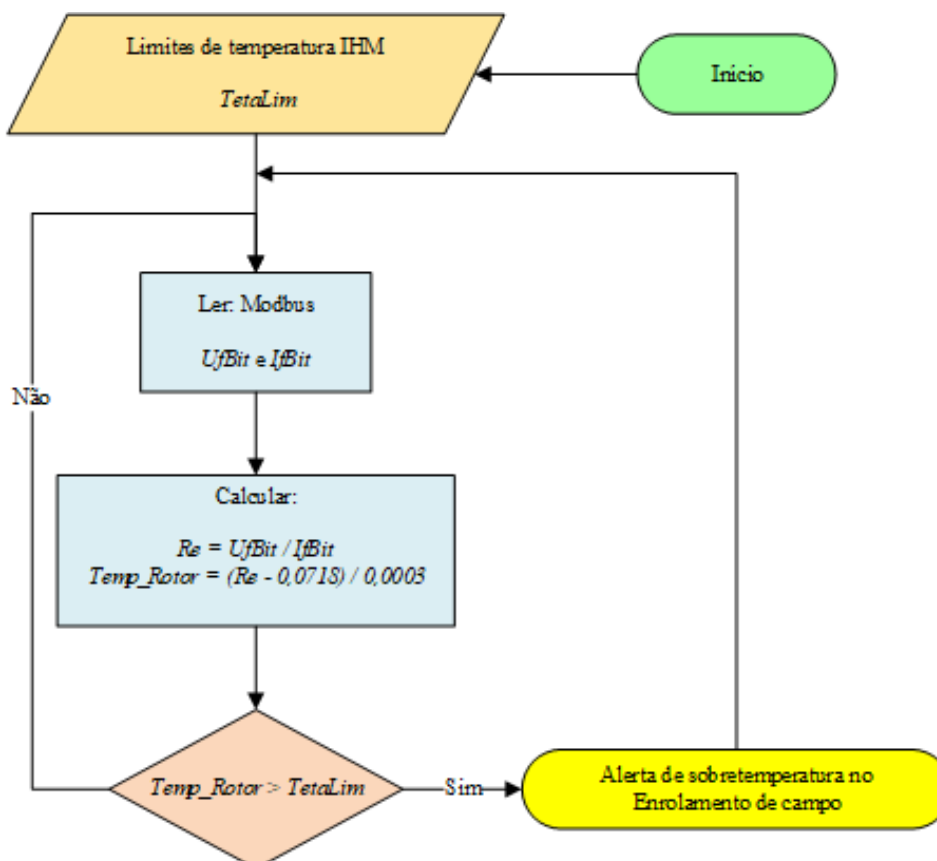 Limites de temperatura IHM
TetaLim
Início
Ler: Modbus
UfBit e IfBit
Não
Calcular:
Re = UfBit / IfBit
Temp_Rotor = (Re - 0,0718) / 0,0003
Temp_Rotor > TetaLim
Sim
Alerta de sobretemperatura no
Enrolamento de campo